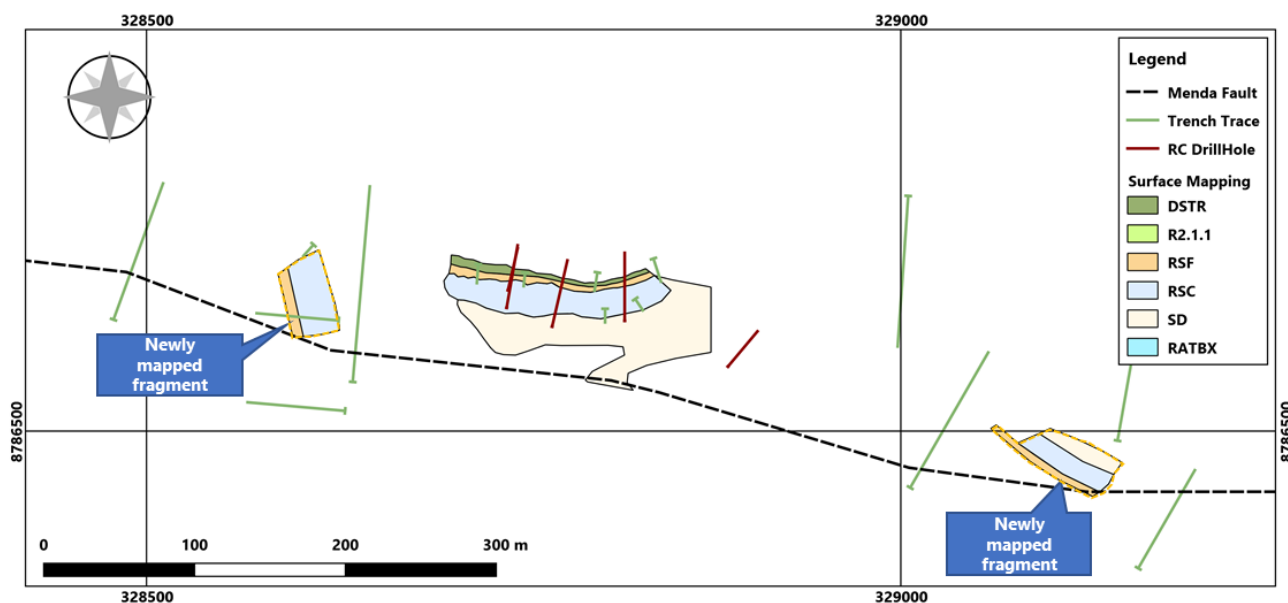 328500
329000
Legend
Menda Fault
Trench Trace
RC DrillHole
Surface Mapping
DSTR
R2.1.1
RSF
RSC
SD
RATBX
Newly
mapped
fragment
8786500
8786500
Newly
mapped
fragment
0 100 200 300 m
328500
329000